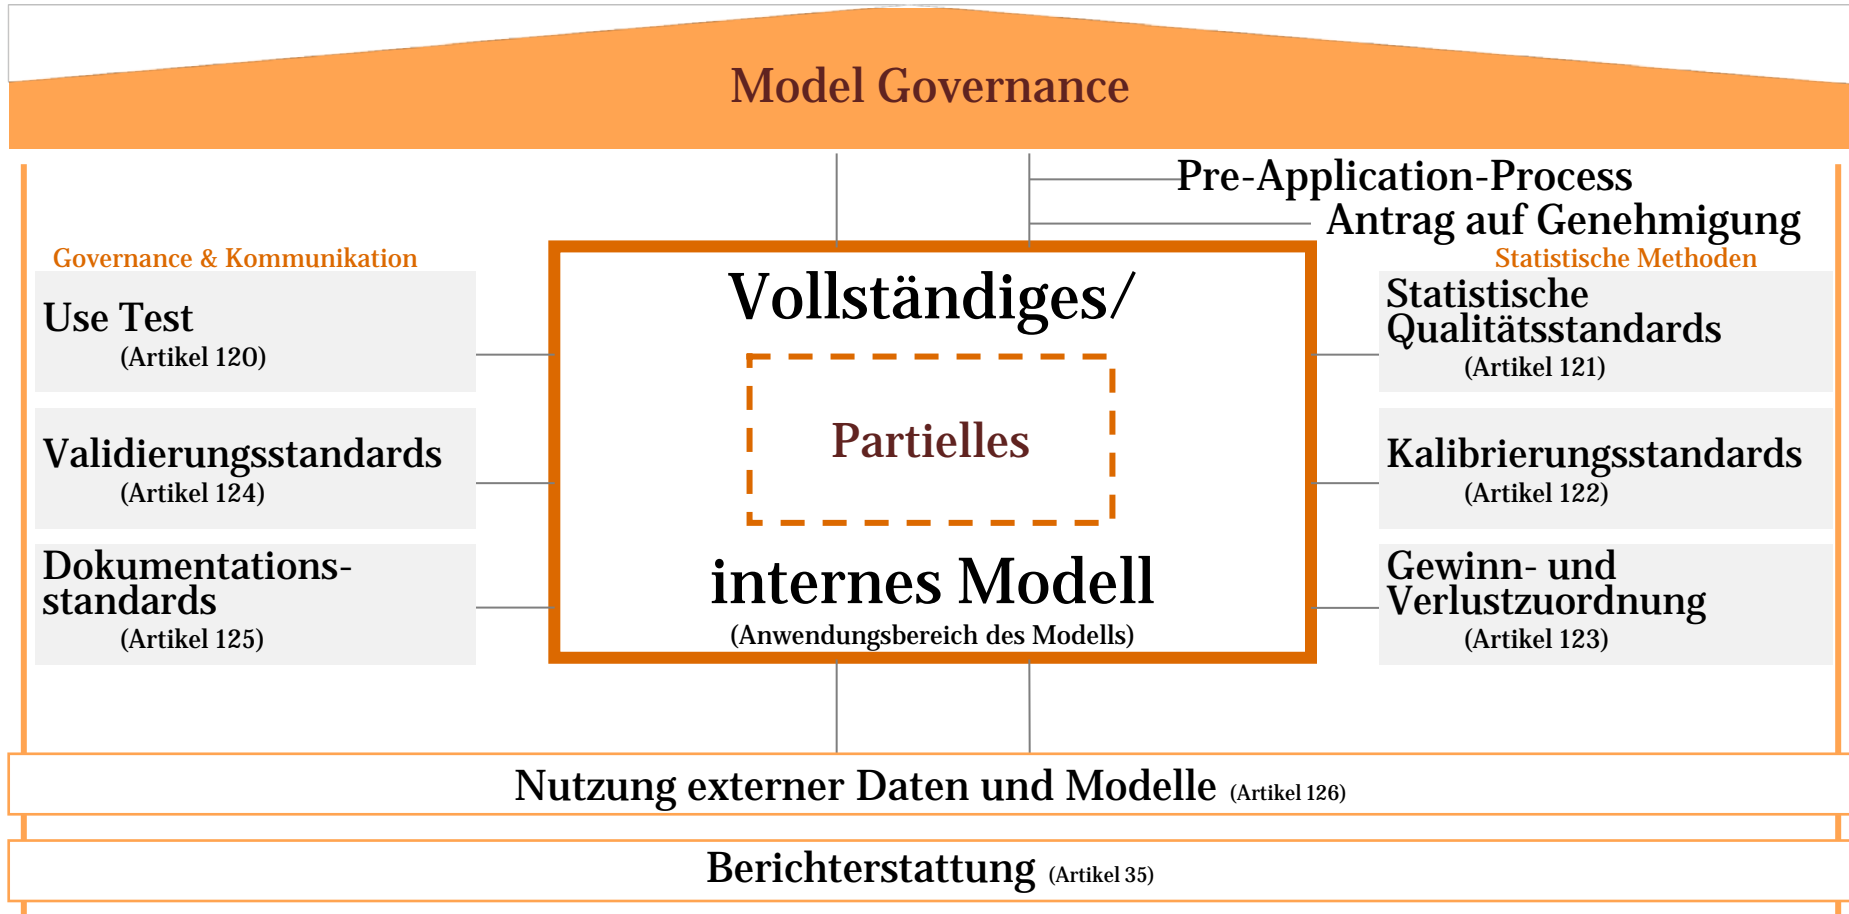 Model Governance
Pre-Application-Process
Antrag auf Genehmigung
Governance & Kommunikation
Use Test
(Artikel 120)
Validierungsstandards
(Artikel 124)
Dokumentations-
standards
(Artikel 125)
Vollständiges/
Partielles
internes Modell
(Anwendungsbereich des Modells)
Statistische Methoden
Statistische
Qualitätsstandards
(Artikel 121)
Kalibrierungsstandards
(Artikel 122)
Gewinn- und
Verlustzuordnung
(Artikel 123)
Nutzung externer Daten und Modelle (Artikel 126)
Berichterstattung (Artikel 35)